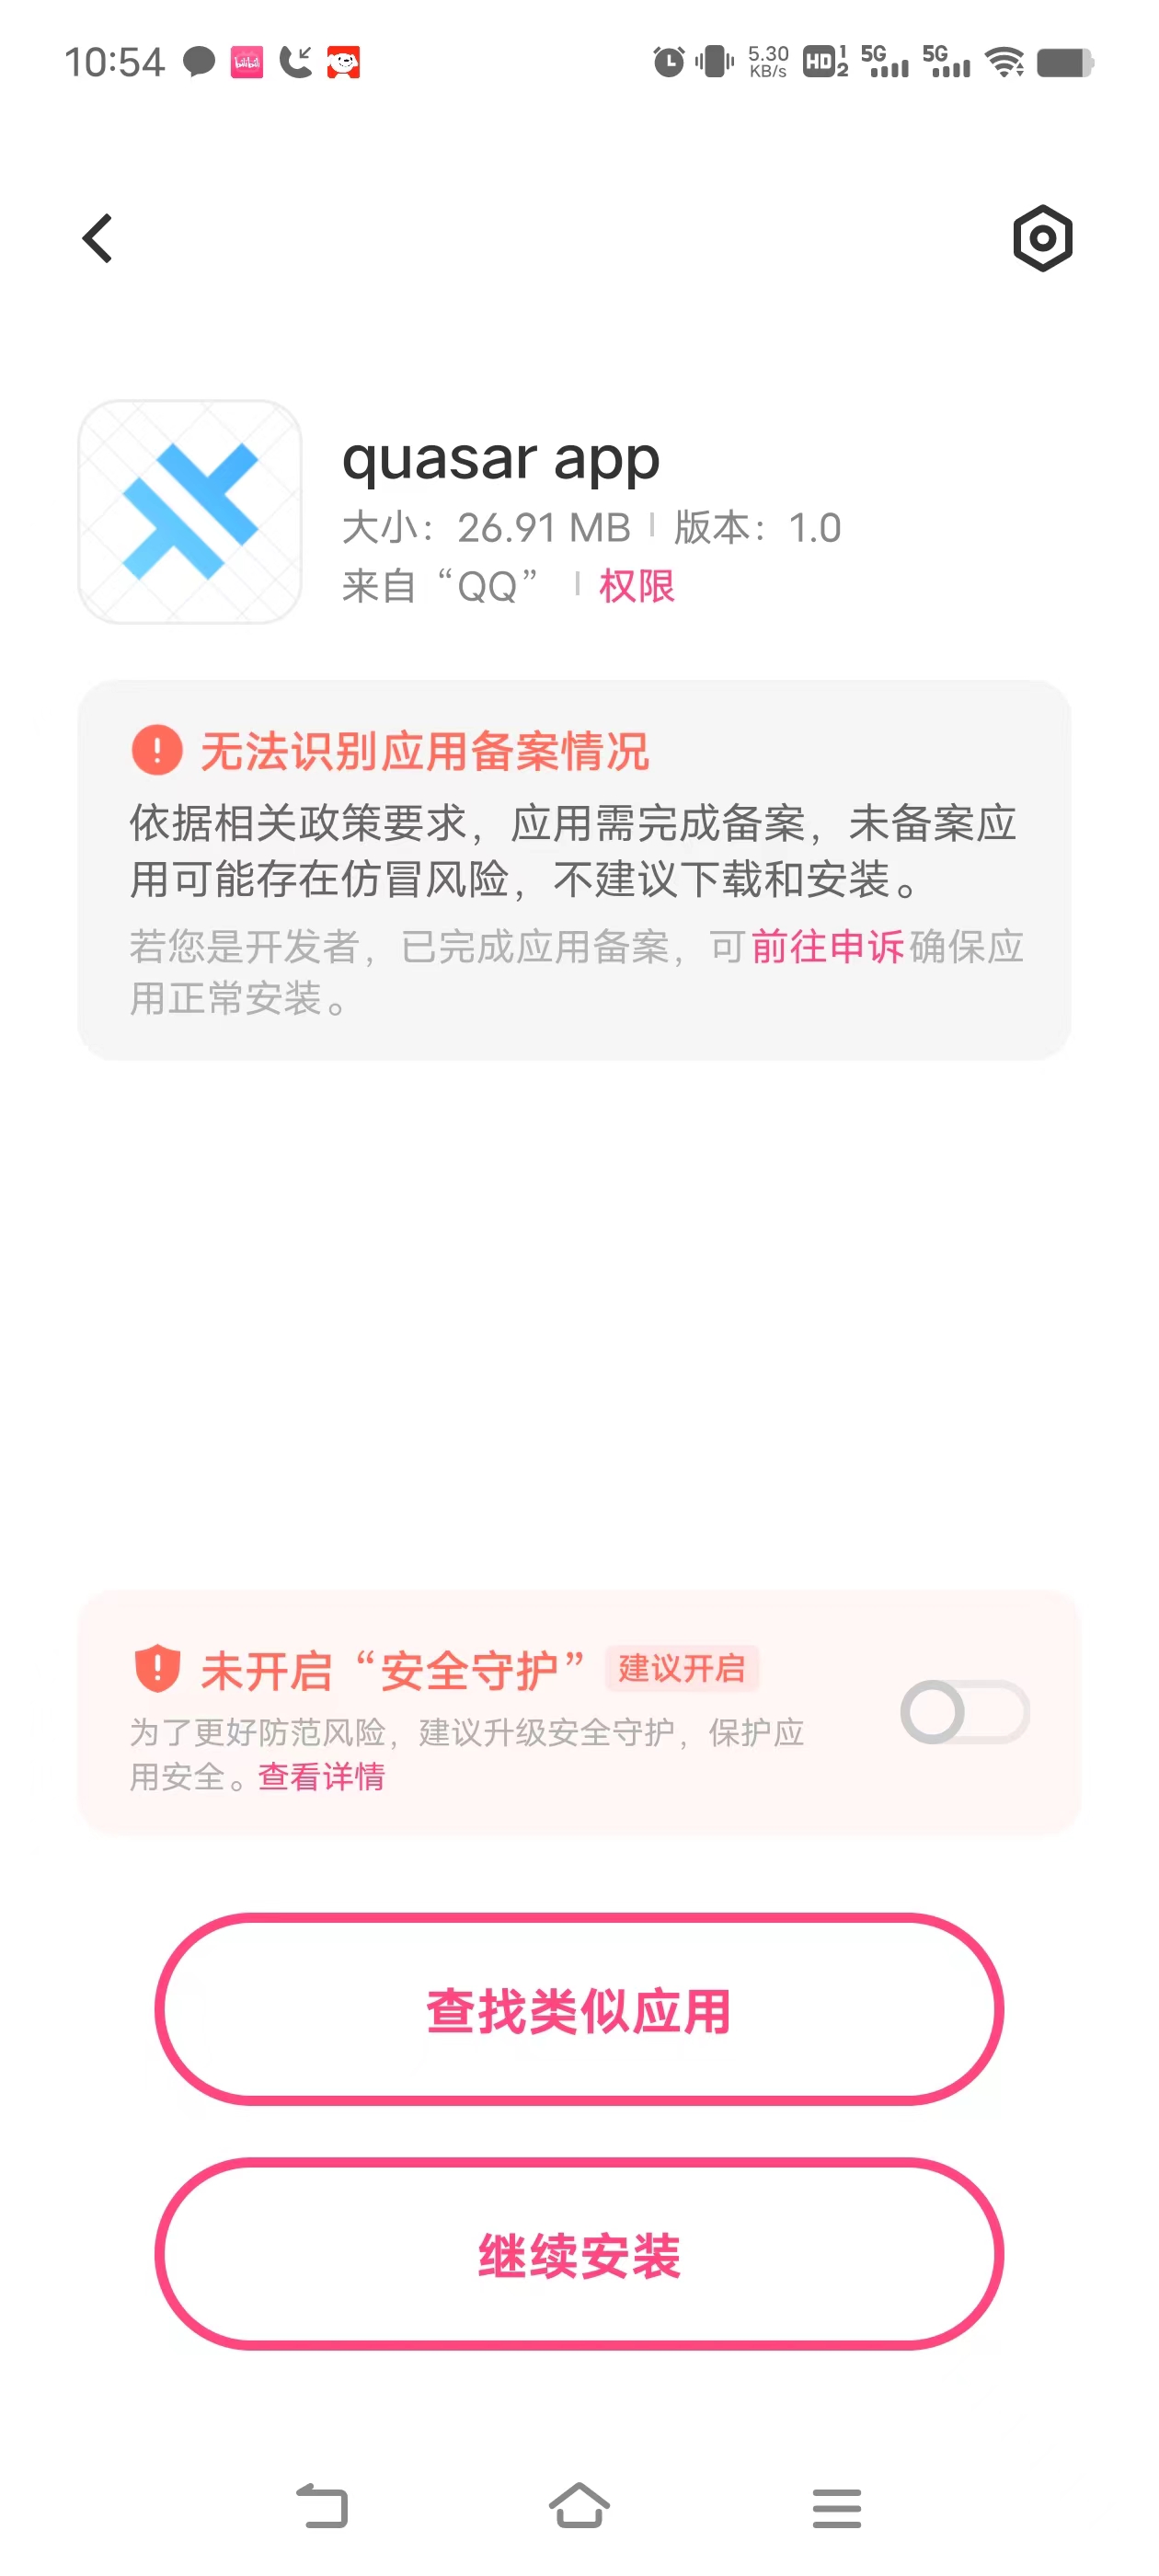 10:54
5.30 KB/s HD 1 2 5G 5G
quasar app
大小：26.91 MB | 版本：1.0
来自“QQ” | 权限
无法识别应用备案情况
依据相关政策要求，应用需完成备案，未备案应
用可能存在仿冒风险，不建议下载和安装。
若您是开发者，已完成应用备案，可前往申诉确保应
用正常安装。
未开启“安全守护” 建议开启
为了更好防范风险，建议升级安全守护，保护应
用安全。查看详情
查找类似应用
继续安装